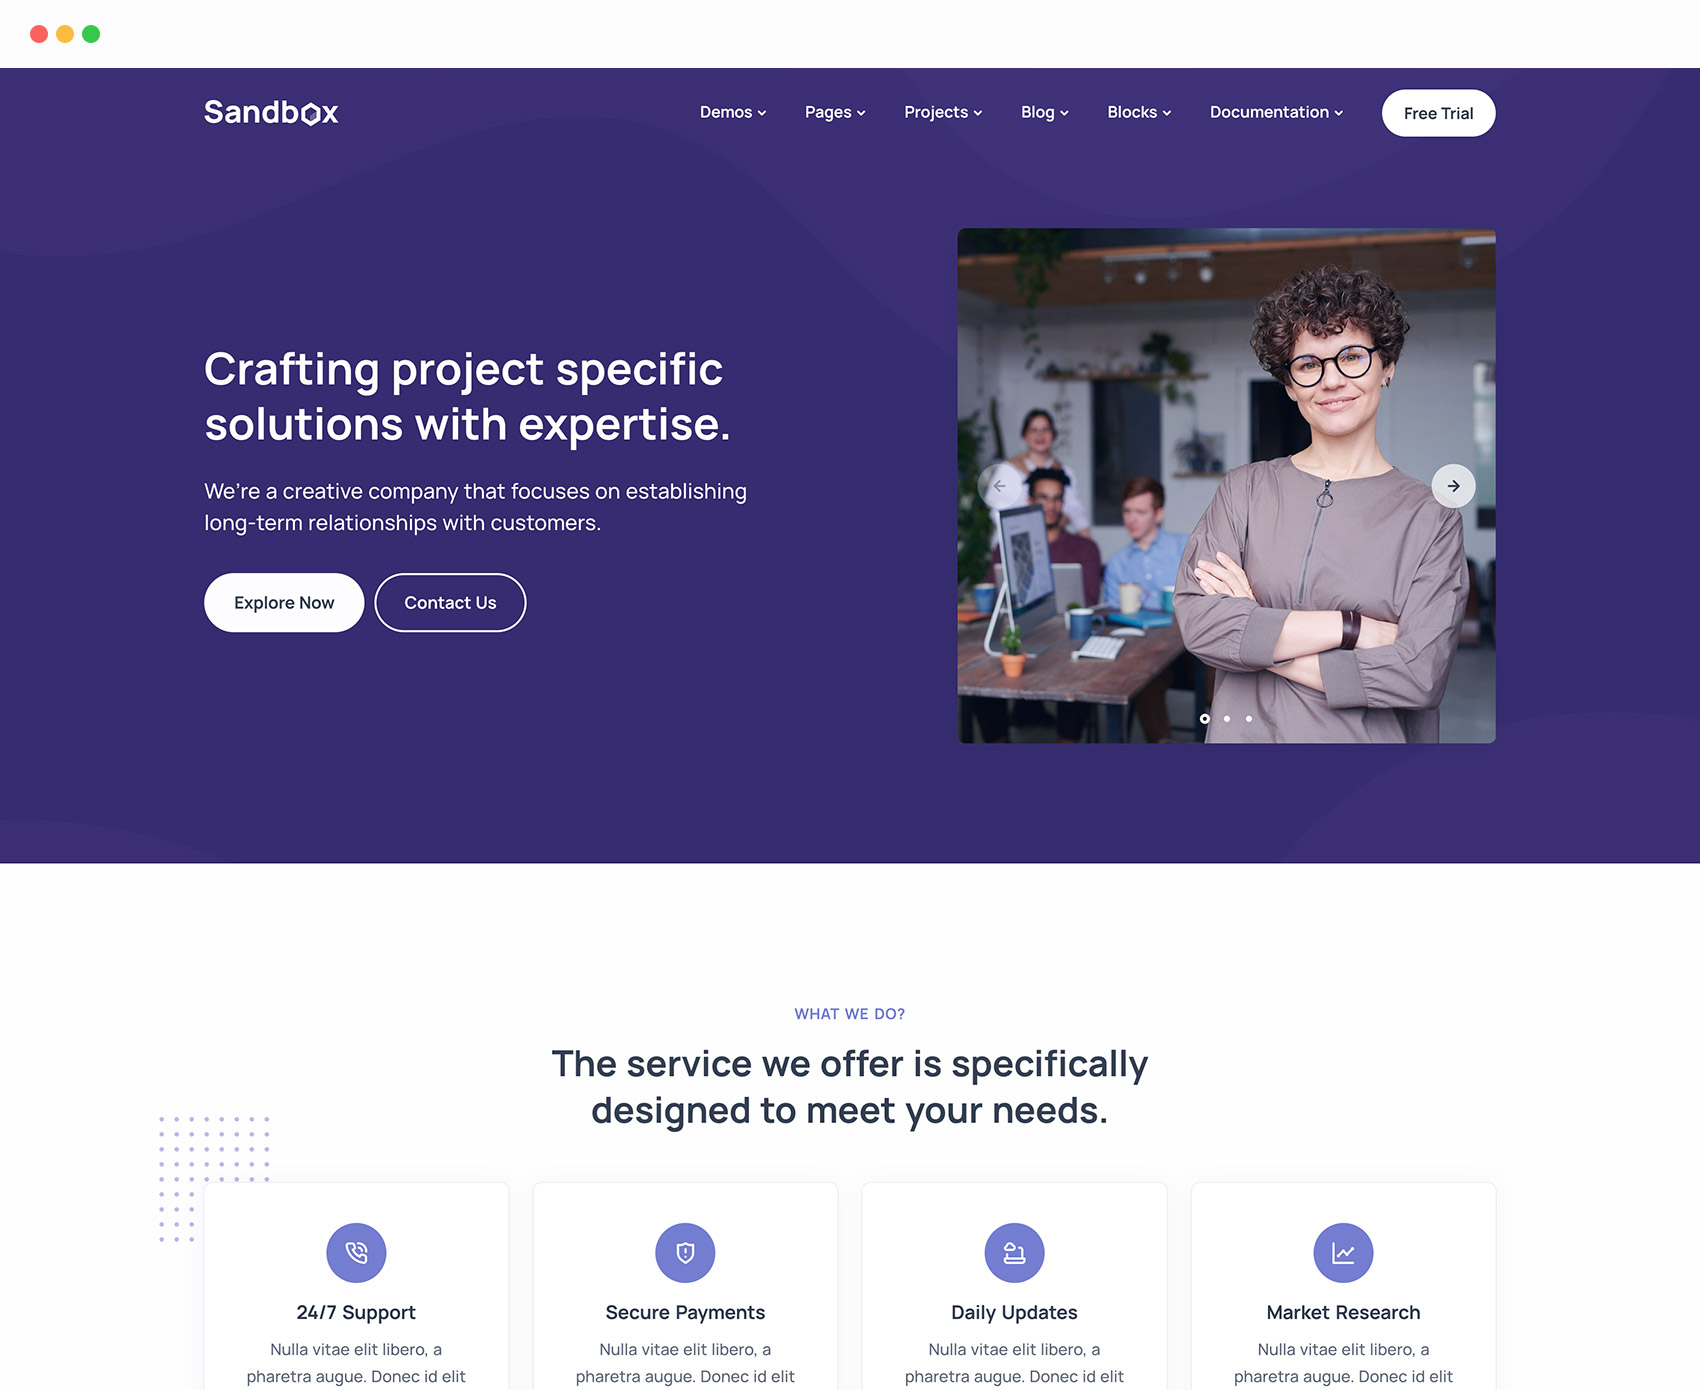 Sandbox
Demos Pages Projects Blog Blocks Documentation Free Trial
Crafting project specific
solutions with expertise.
We're a creative company that focuses on establishing
long-term relationships with customers.
Explore Now Contact Us
WHAT WE DO?
The service we offer is specifically
designed to meet your needs.
24/7 Support
Nulla vitae elit libero, a
pharetra augue. Donec id elit
Secure Payments
Nulla vitae elit libero, a
pharetra augue. Donec id elit
Daily Updates
Nulla vitae elit libero, a
pharetra augue. Donec id elit
Market Research
Nulla vitae elit libero, a
pharetra augue. Donec id elit